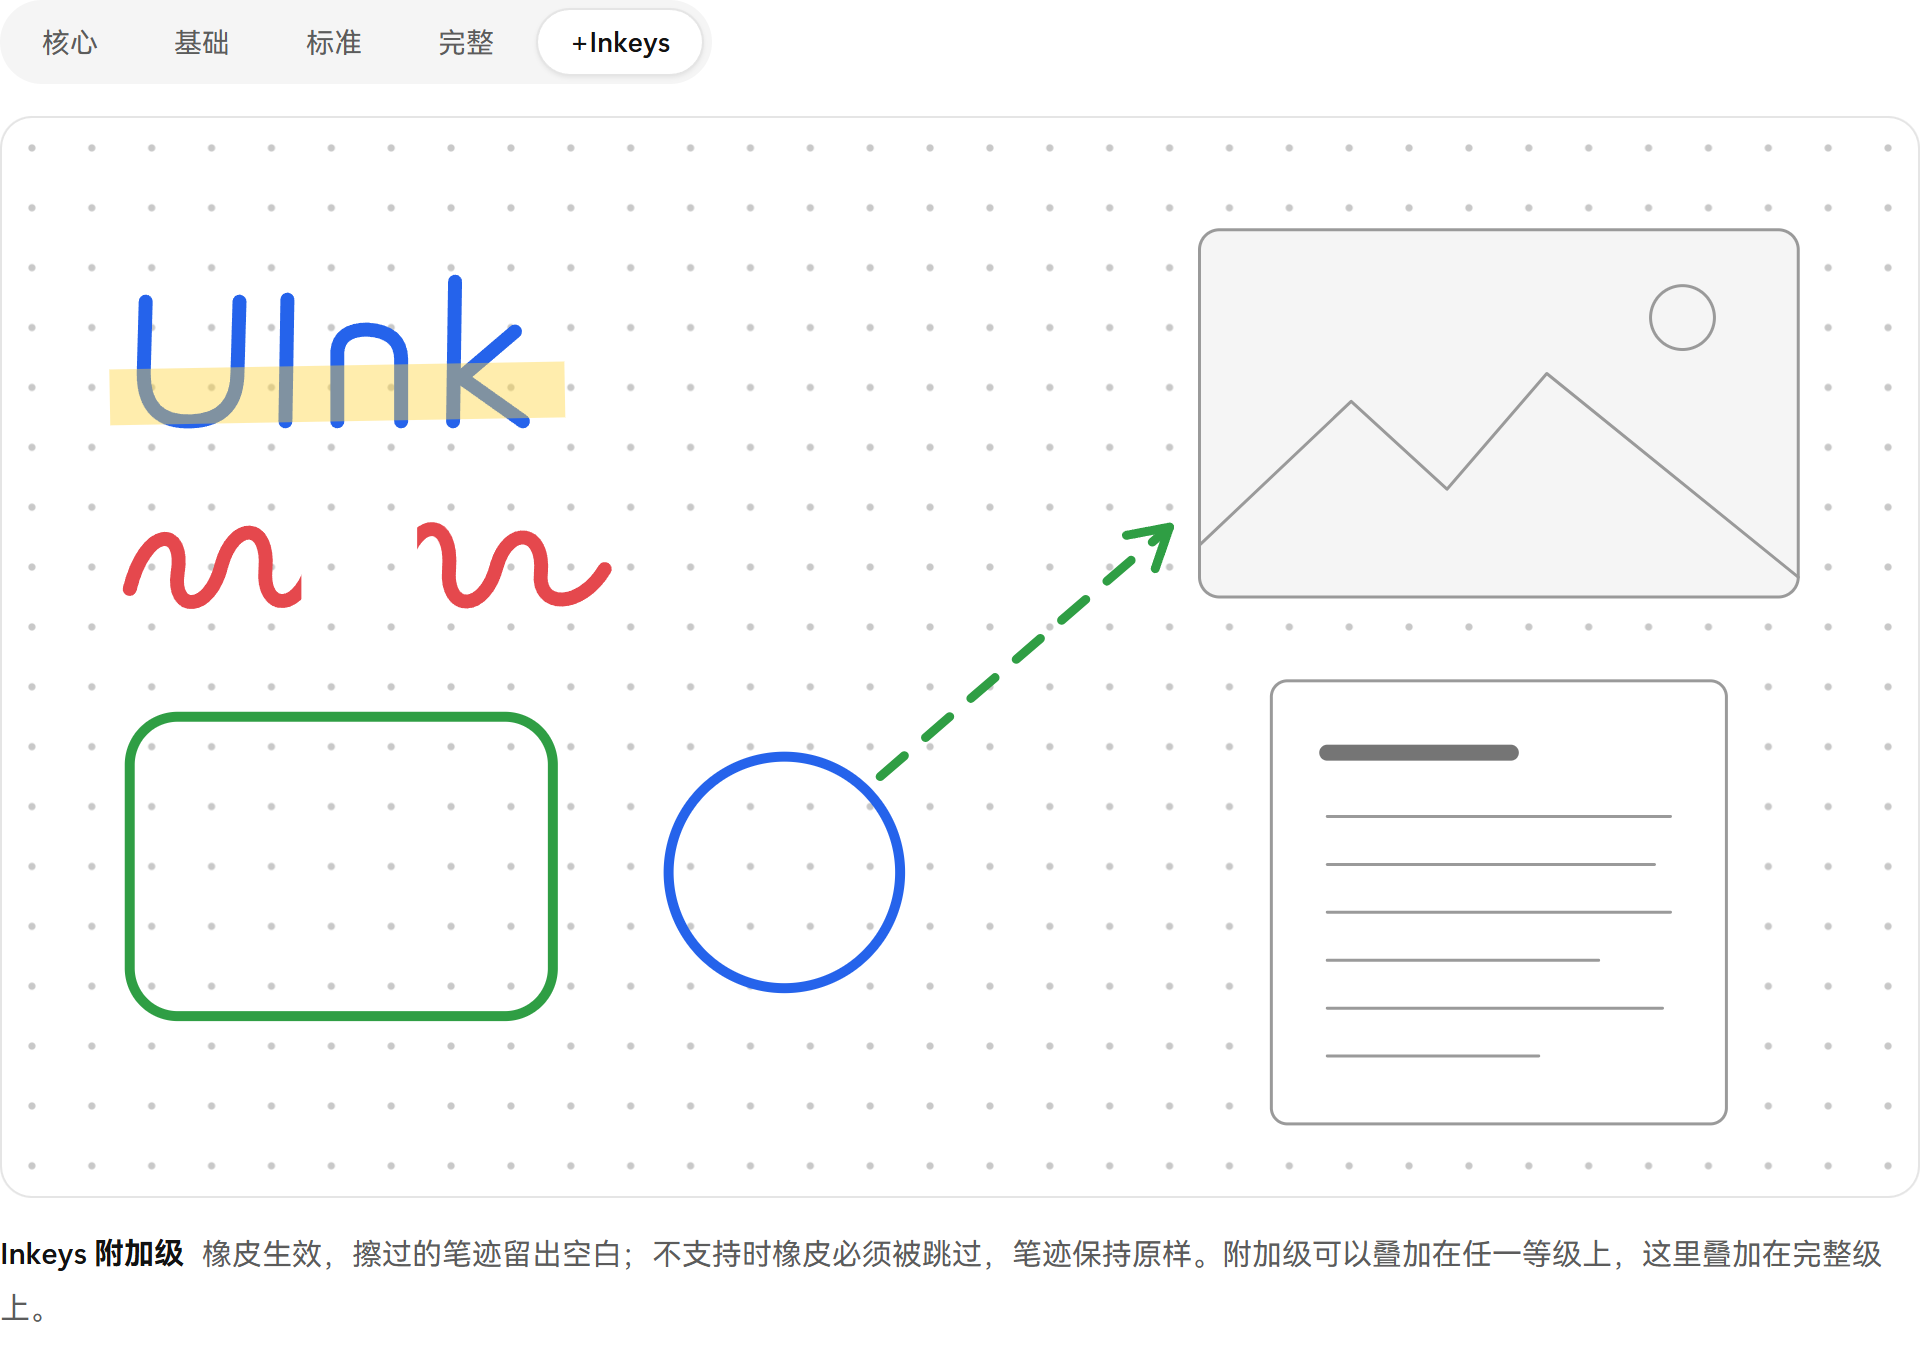 核心
基础
标准
完整
+Inkeys
UInk
Inkeys 附加级 橡皮生效，擦过的笔迹留出空白；不支持时橡皮必须被跳过，笔迹保持原样。附加级可以叠加在任一等级上，这里叠加在完整级
上。